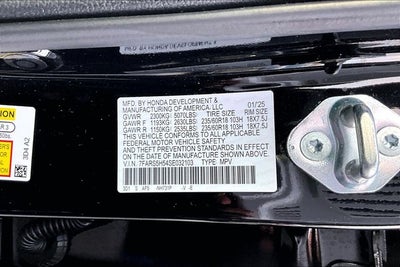 MFD BY HONDA DEVELOPMENT & 01/25
MANUFACTURING OF AMERICA, LLC
GVWR 2300KG( 5070LBS) TIRE SIZE RIM SIZE
GAWR F 1193KG( 2630LBS) 235/60R18 103H 18X7.5J
GAWR R 1150KG( 2535LBS) 235/60R18 103H 18X7.5J
THIS VEHICLE CONFORMS TO ALL APPLICABLE
FEDERAL MOTOR VEHICLE SAFETY
AND THEFT PREVENTION STANDARDS IN EFFECT
ON THE DATE OF MANUFACTURE SHOWN ABOVE.
V.I.N. 7FARS5H54SE032103 TYPE MPV
3D4 A2